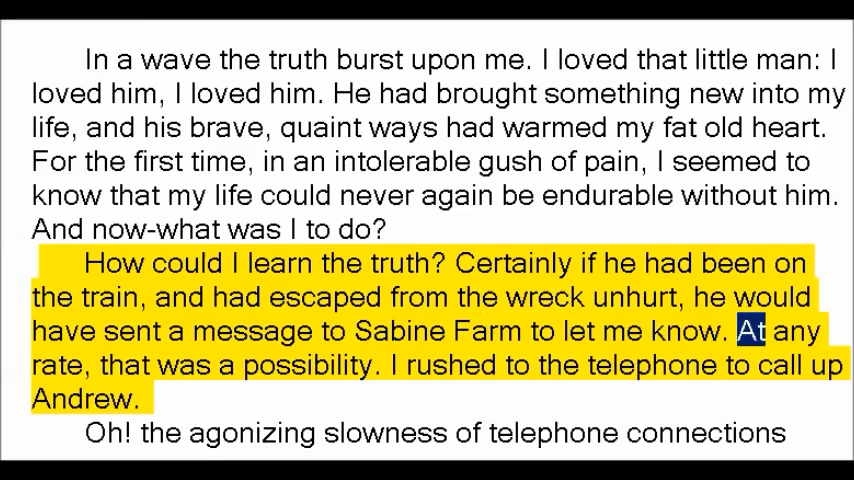 In a wave the truth burst upon me. I loved that little man: I
loved him, I loved him. He had brought something new into my
life, and his brave, quaint ways had warmed my fat old heart.
For the first time, in an intolerable gush of pain, I seemed to
know that my life could never again be endurable without him.
And now-what was I to do?
How could I learn the truth? Certainly if he had been on
the train, and had escaped from the wreck unhurt, he would
have sent a message to Sabine Farm to let me know. At any
rate, that was a possibility. I rushed to the telephone to call up
Andrew.
Oh! the agonizing slowness of telephone connections